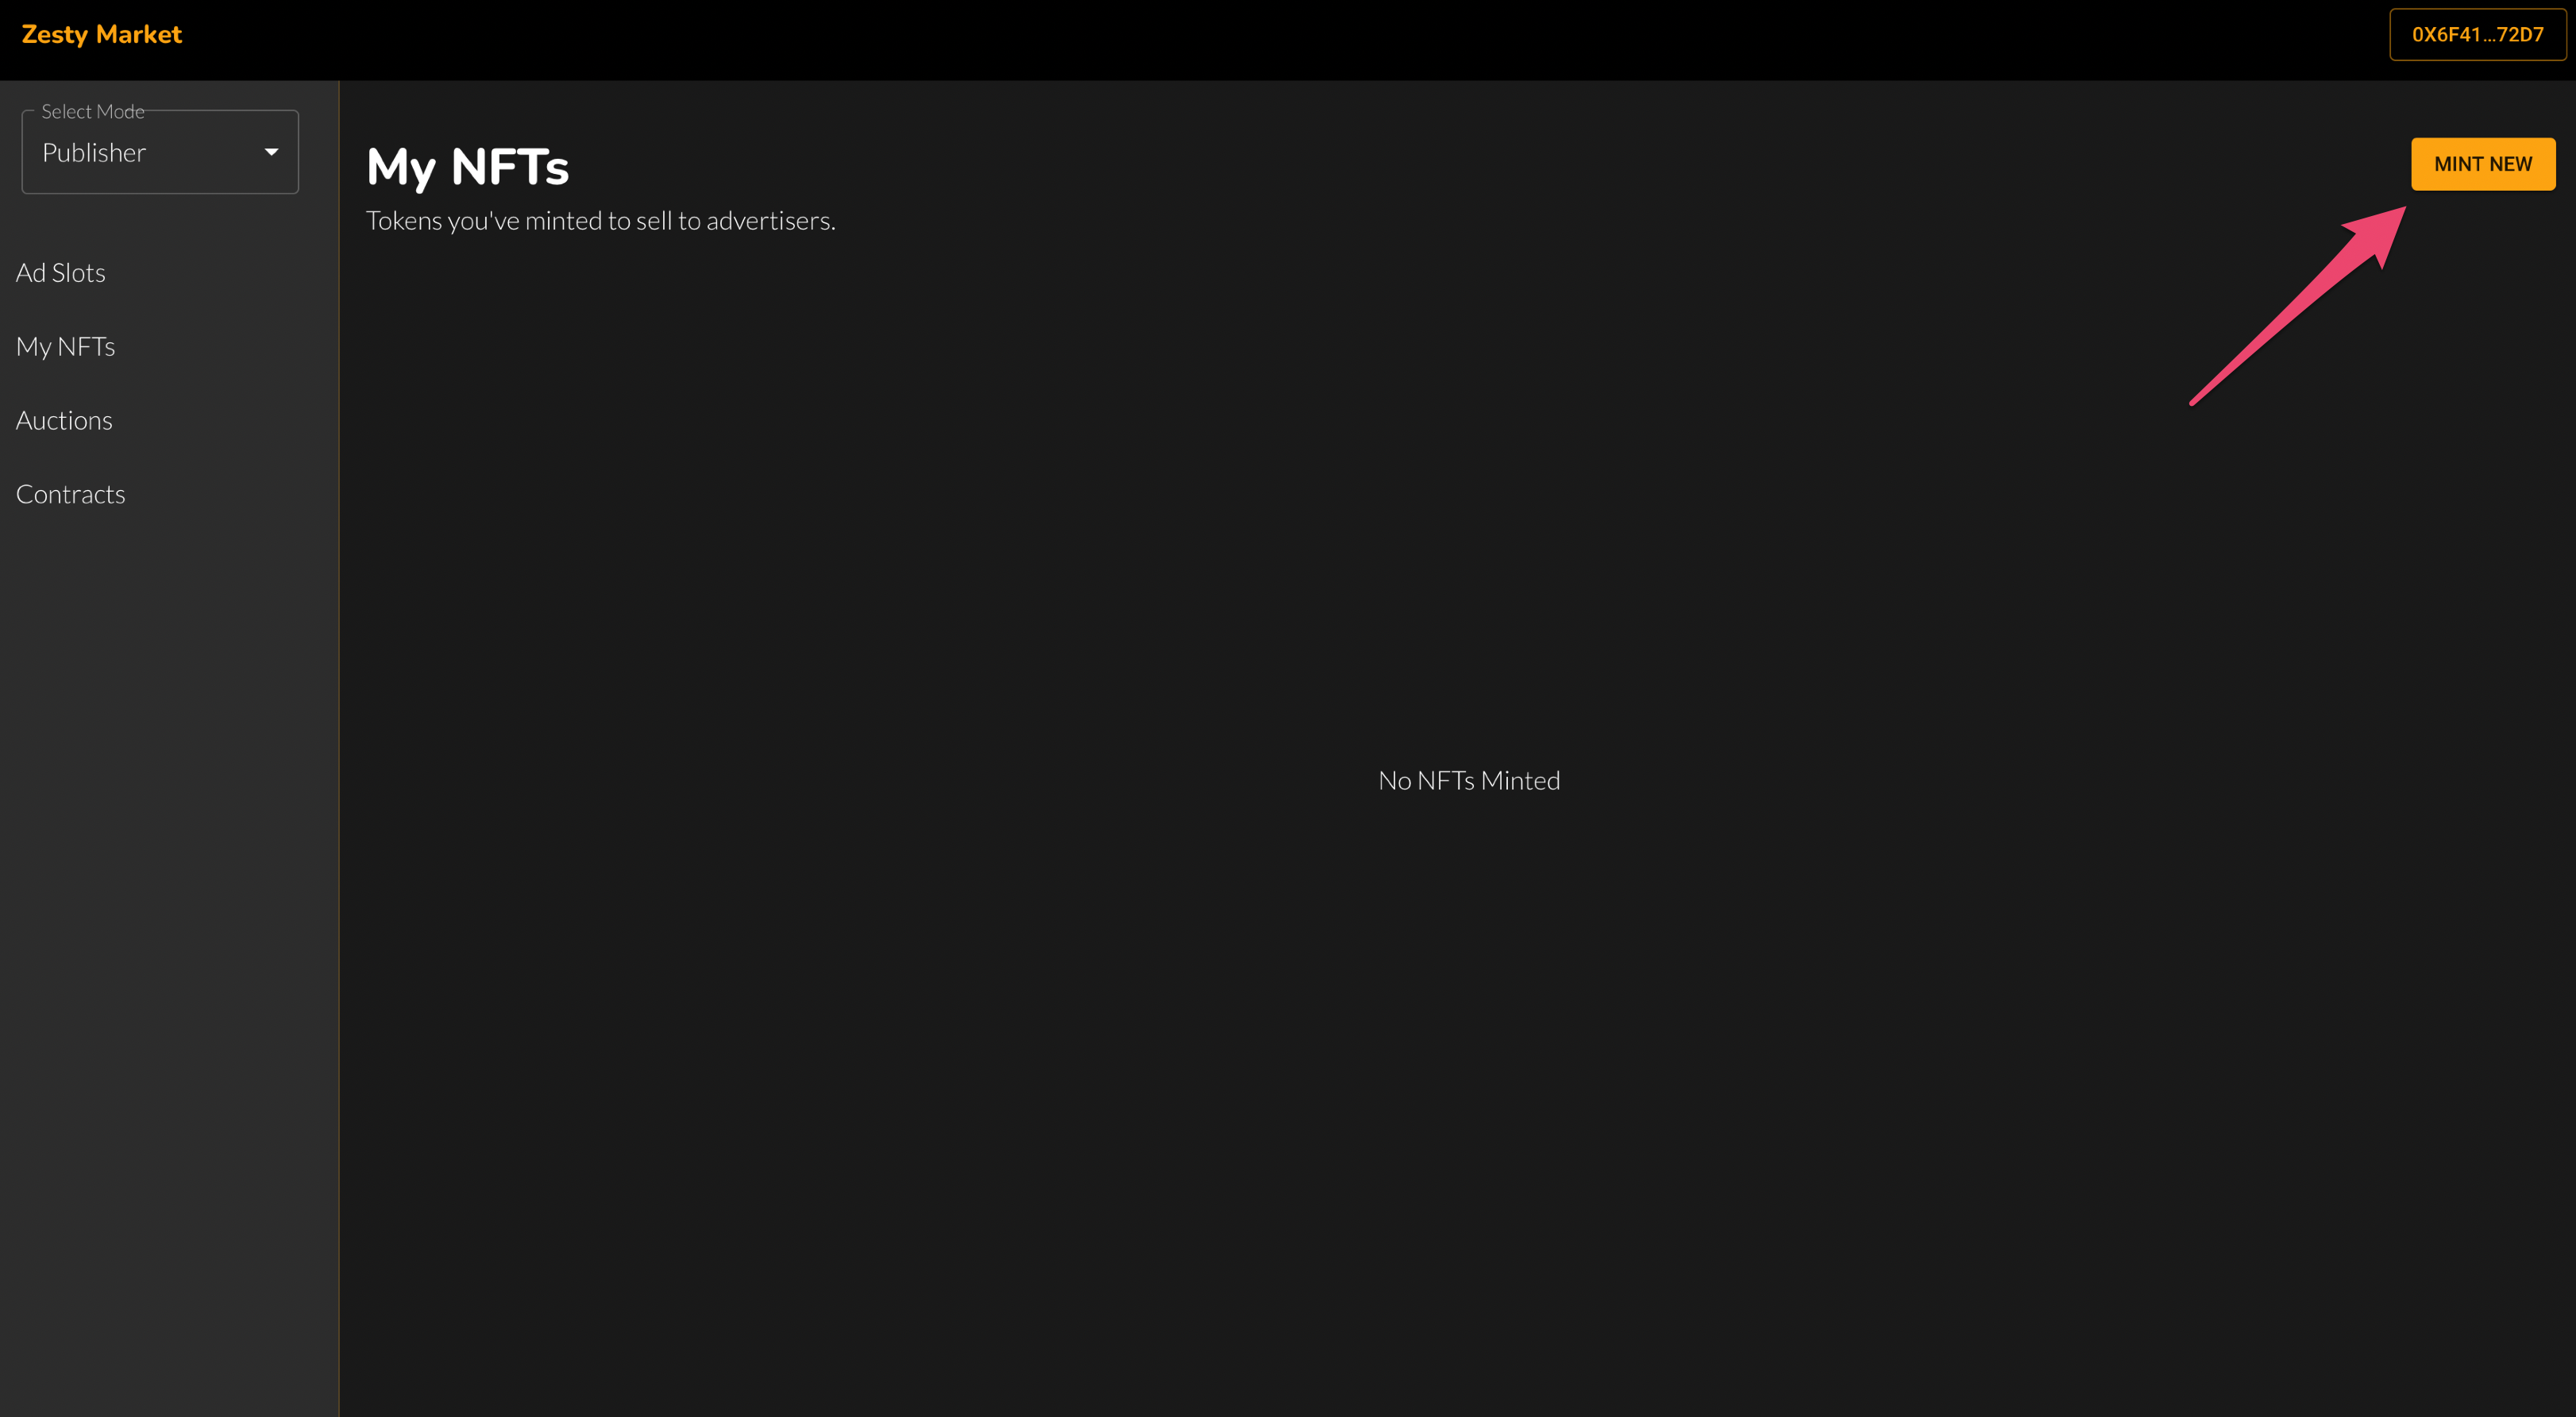 Zesty Market
0X6F41...72D7
Select Mode
Publisher
Ad Slots
My NFTs
Auctions
Contracts
My NFTs
MINT NEW
Tokens you've minted to sell to advertisers.
No NFTs Minted